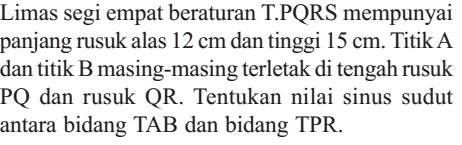 Limas segi empat beraturan T.PQRS mempunyai
panjang rusuk alas 12 cm dan tinggi 15 cm. Titik A
dan titik B masing-masing terletak di tengah rusuk
PQ dan rusuk QR. Tentukan nilai sinus sudut
antara bidang TAB dan bidang TPR.